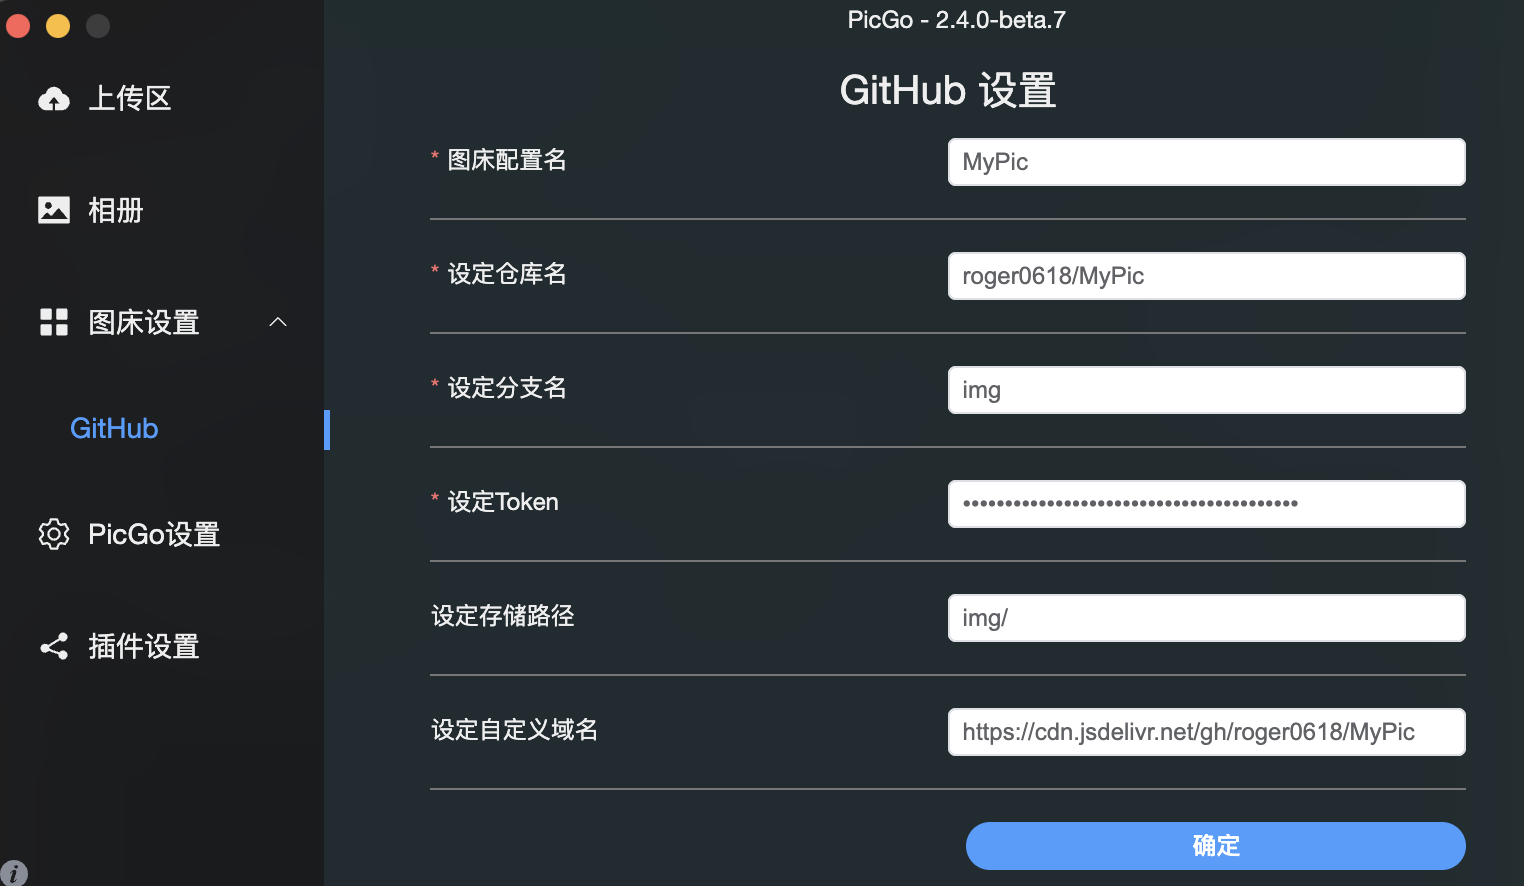 PicGo - 2.4.0-beta.7
上传区
相册
图床设置
GitHub
PicGo设置
插件设置
GitHub 设置
* 图床配置名
MyPic
* 设定仓库名
roger0618/MyPic
* 设定分支名
img
* 设定Token
••••••••••••••••••••••••••••••••••••••••
设定存储路径
img/
设定自定义域名
https://cdn.jsdelivr.net/gh/roger0618/MyPic
确定
i